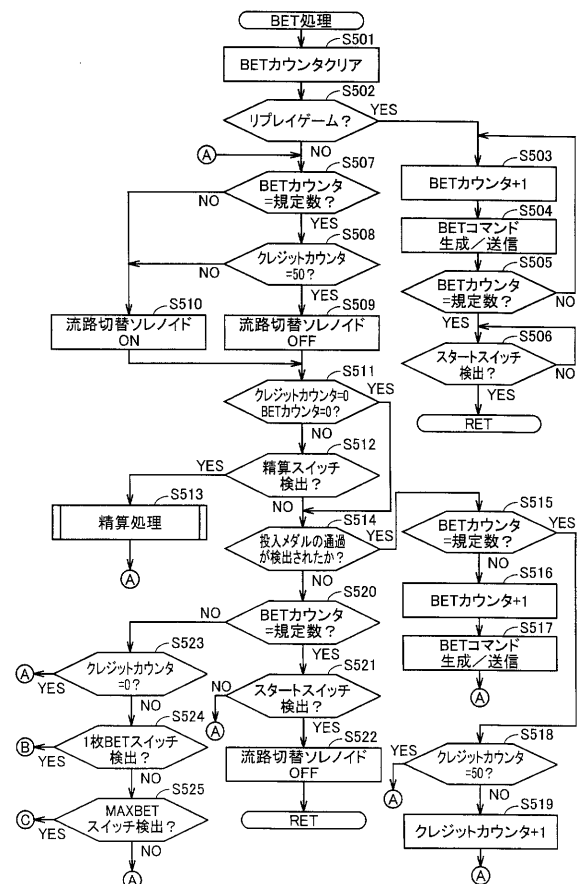 BET処理
S501
BETカウンタクリア
S502
リプレイゲーム？
YES
NO
A
S503
BETカウンタ+1
S504
BETコマンド
生成／送信
S505
BETカウンタ
=規定数？
NO
YES
S506
スタートスイッチ
検出？
NO
YES
RET
S507
BETカウンタ
=規定数？
NO
YES
S508
クレジットカウンタ
=50？
NO
YES
S510
流路切替ソレノイド
ON
S509
流路切替ソレノイド
OFF
S511
クレジットカウンタ=0
BETカウンタ=0？
YES
NO
S512
精算スイッチ
検出？
YES
NO
S513
精算処理
A
S514
投入メダルの通過
が検出されたか？
YES
NO
S515
BETカウンタ
=規定数？
YES
NO
S516
BETカウンタ+1
S517
BETコマンド
生成／送信
A
S518
クレジットカウンタ
=50？
YES
A
NO
S519
クレジットカウンタ+1
A
S520
BETカウンタ
=規定数？
NO
YES
S521
スタートスイッチ
検出？
NO
A
YES
S522
流路切替ソレノイド
OFF
RET
S523
クレジットカウンタ
=0？
A
YES
NO
S524
1枚BETスイッチ
検出？
B
YES
NO
S525
MAXBET
スイッチ検出？
C
YES
NO
A